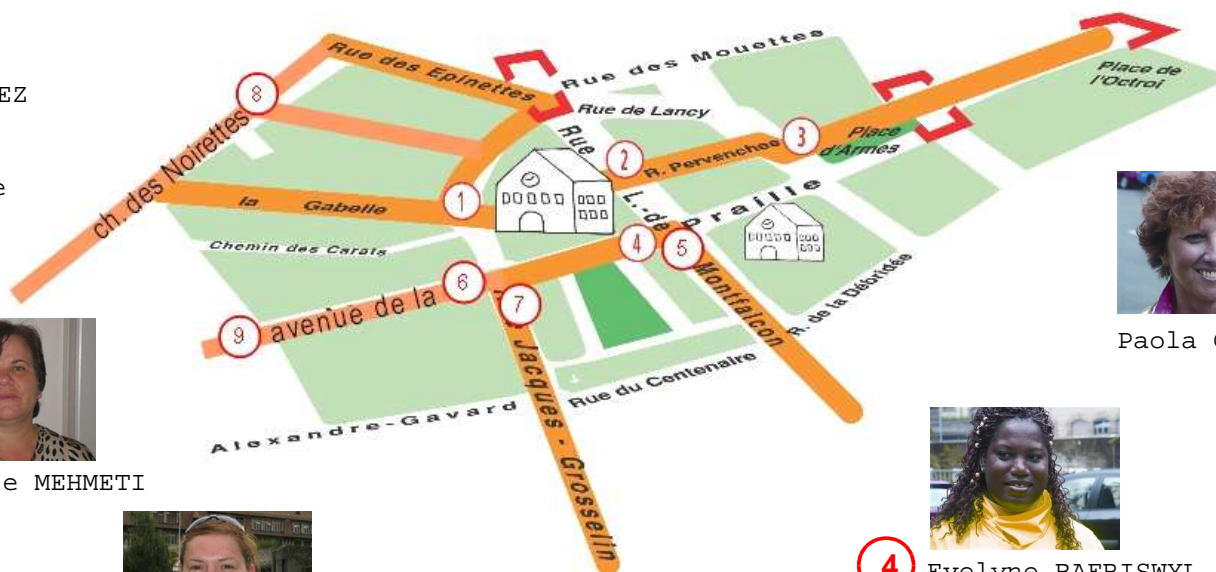 EZ
e
Rue des Epinettes
Rue des Mouettes
8
Rue de Lancy
Place de l'Octroi
3
Place d'Armes
2
R. Pervenches
ch. des Noirettes
la Gabelle
1
Rue L.-de Montfalcon
Chemin des Carats
4
5
6
7
9
avenue de la Praille
R. de la Débridée
Rue du Centenaire
Jacques - Grosselin
Alexandre-Gavard
Paola
e MEHMETI
4
Evelyne BAERISWYL